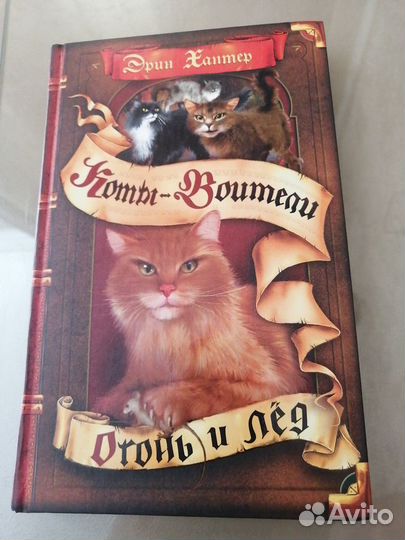 Эрин Хантер
Коты-Воители
Огонь и лёд
Avito